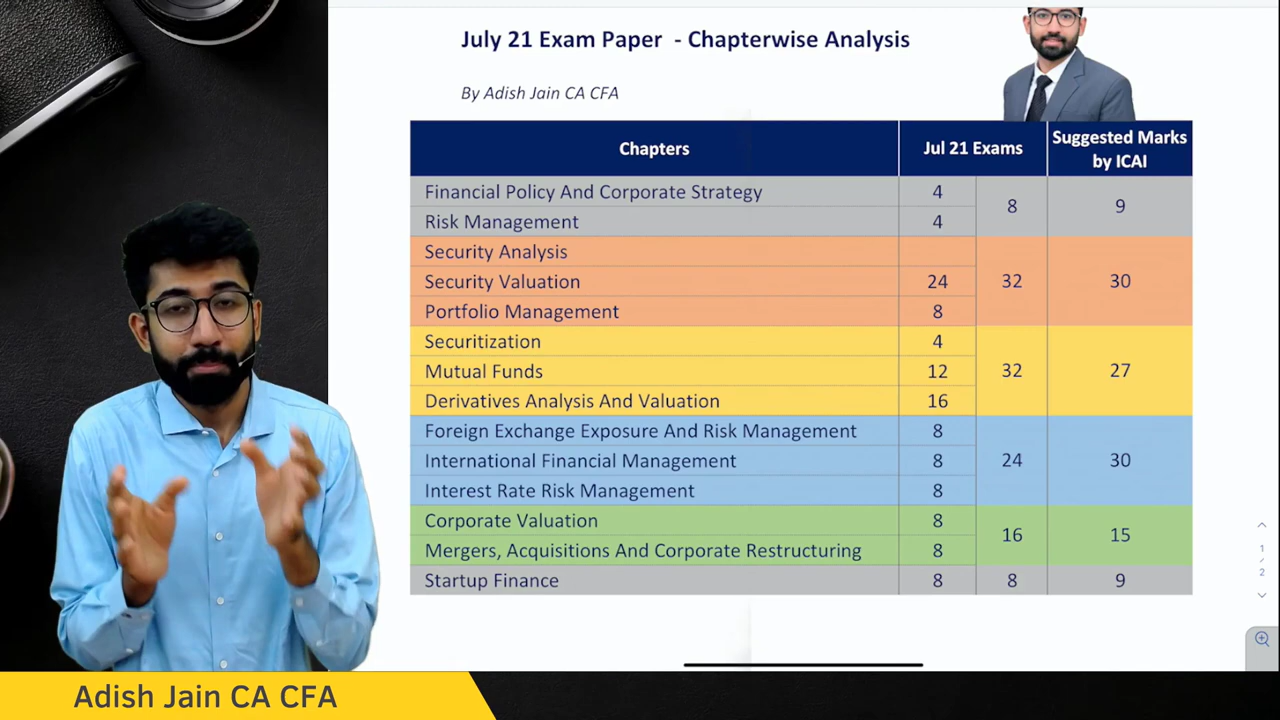 July 21 Exam Paper - Chapterwise Analysis
By Adish Jain CA CFA
Chapters Jul 21 Exams Suggested Marks by ICAI
Financial Policy And Corporate Strategy 4 8 9
Risk Management 4
Security Analysis
Security Valuation 24 32 30
Portfolio Management 8
Securitization 4
Mutual Funds 12 32 27
Derivatives Analysis And Valuation 16
Foreign Exchange Exposure And Risk Management 8
International Financial Management 8 24 30
Interest Rate Risk Management 8
Corporate Valuation 8 16 15
Mergers, Acquisitions And Corporate Restructuring 8
Startup Finance 8 8 9
1
/
2
Adish Jain CA CFA